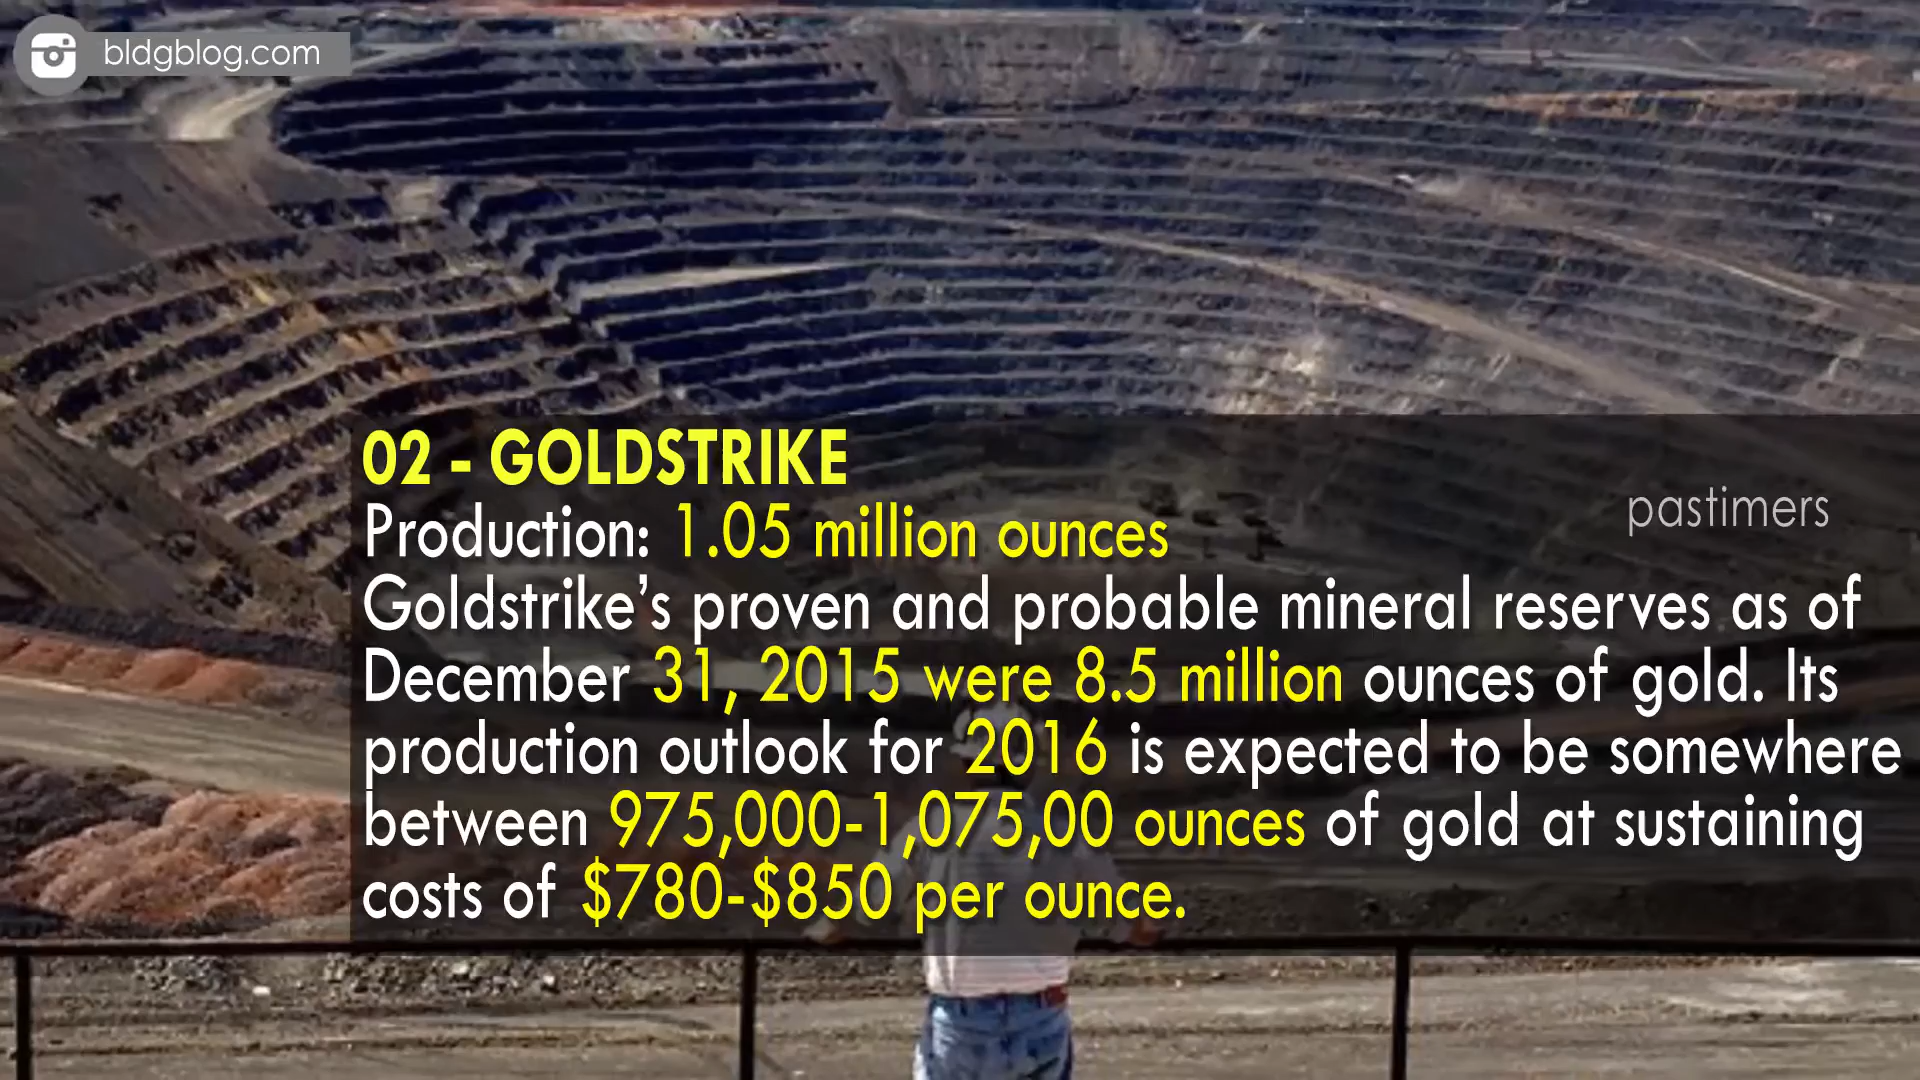 bldgblog.com
02 - GOLDSTRIKE
Production: 1.05 million ounces
pastimers
Goldstrike’s proven and probable mineral reserves as of
December 31, 2015 were 8.5 million ounces of gold. Its
production outlook for 2016 is expected to be somewhere
between 975,000-1,075,00 ounces of gold at sustaining
costs of $780-$850 per ounce.